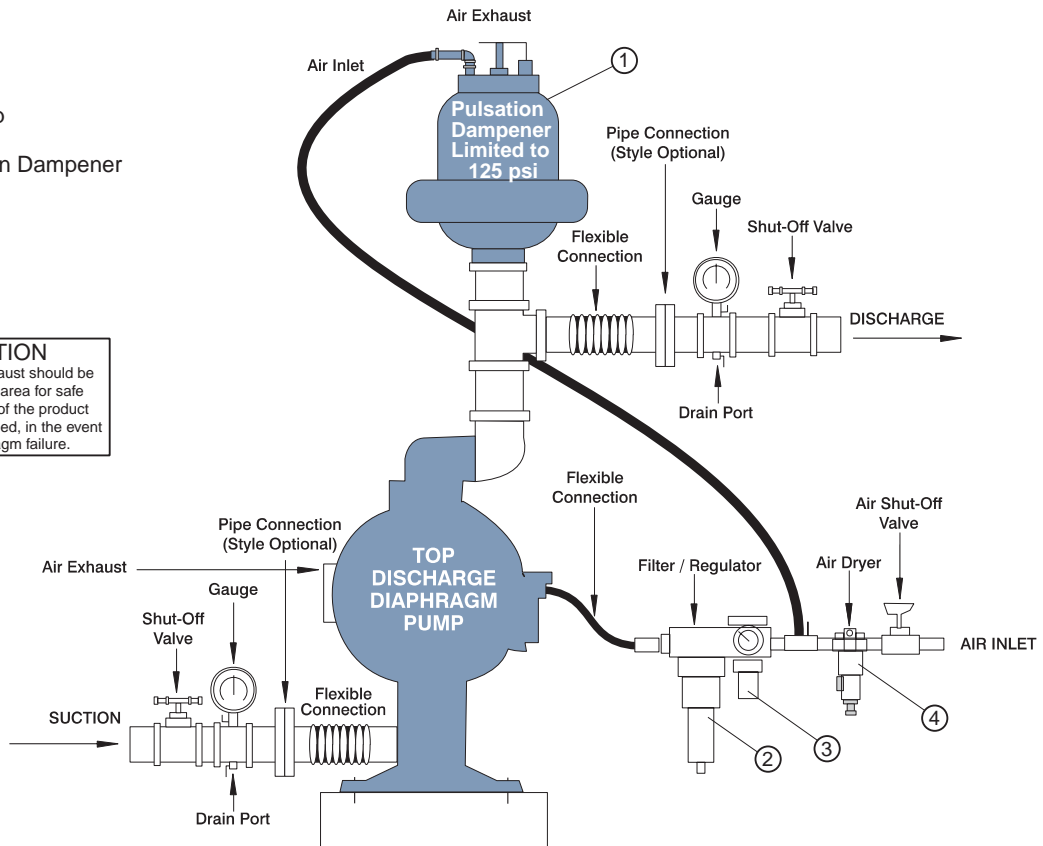 Air Exhaust
Air Inlet
1
Pulsation
Dampener
Limited to
125 psi
n Dampener
Pipe Connection
(Style Optional)
Gauge
Shut-Off Valve
Flexible
Connection
DISCHARGE
Drain Port
TION
haust should be
area for safe
of the product
ed, in the event
agm failure.
Flexible
Connection
Pipe Connection
(Style Optional)
Air Exhaust
Gauge
Shut-Off
Valve
TOP
DISCHARGE
DIAPHRAGM
PUMP
Filter / Regulator
Air Dryer
Air Shut-Off
Valve
AIR INLET
SUCTION
Flexible
Connection
2
3
4
Drain Port